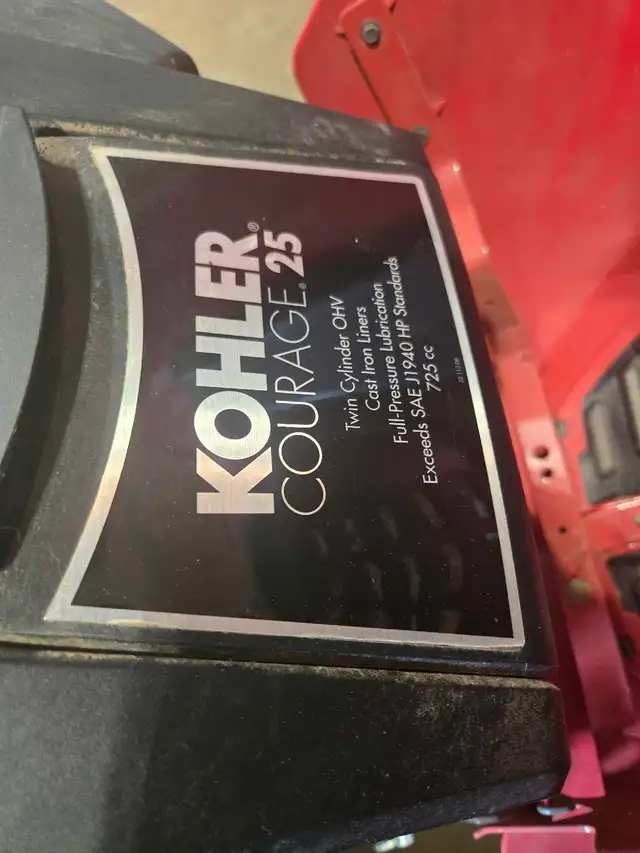 KOHLER®
COURAGE® 25
Twin Cylinder OHV
Cast Iron Liners
Full-Pressure Lubrication
Exceeds SAE J1940 HP Standards
725 cc